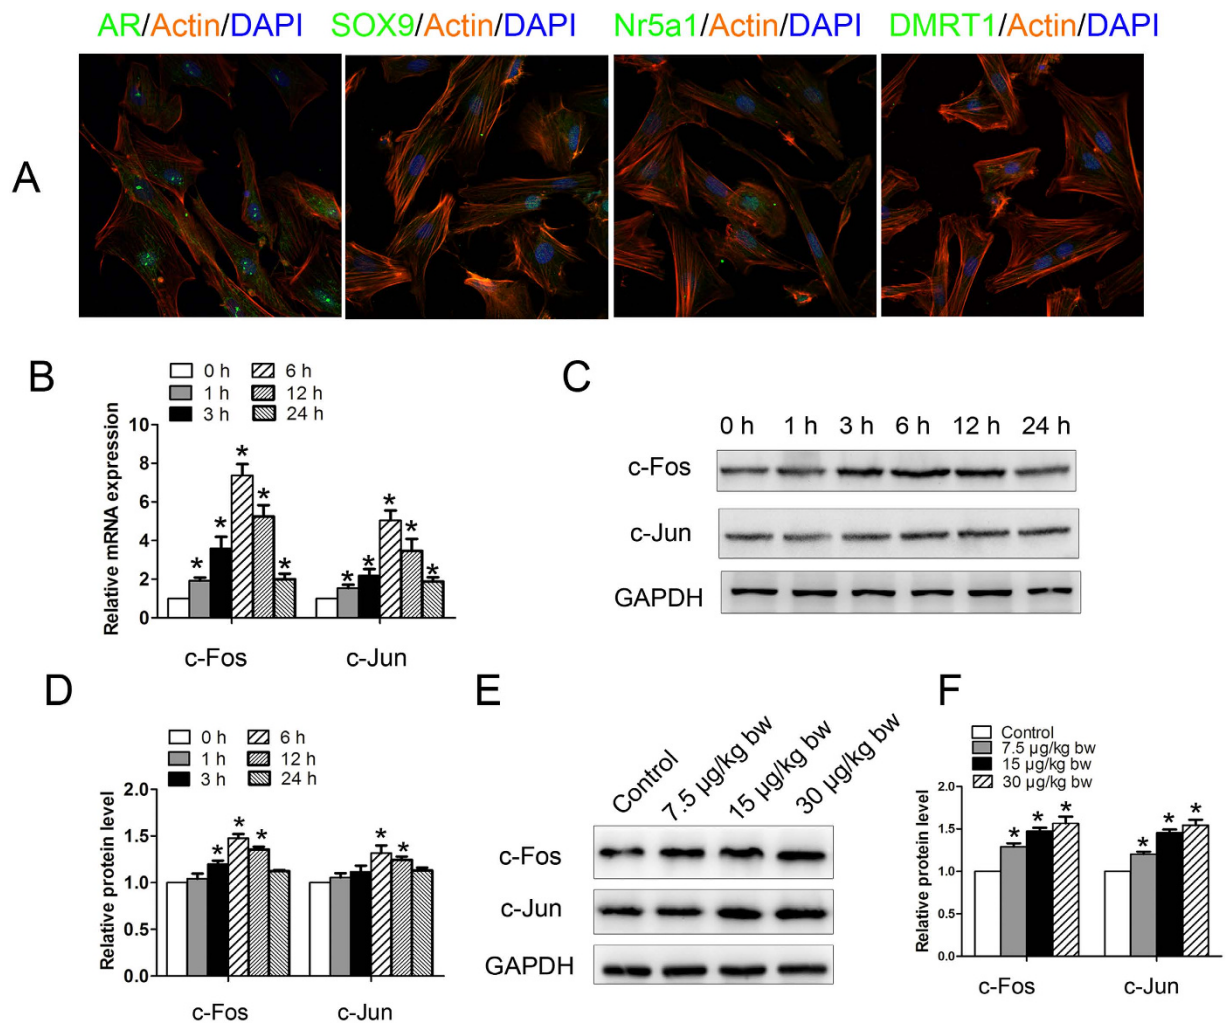 AR/Actin/DAPI SOX9/Actin/DAPI Nr5a1/Actin/DAPI DMRT1/Actin/DAPI
A
B
0 h 6 h
1 h 12 h
3 h 24 h
Relative mRNA expression
10
8
6
4
2
0
* * * * *
* * * * *
c-Fos c-Jun
C
0 h 1 h 3 h 6 h 12 h 24 h
c-Fos
c-Jun
GAPDH
D
0 h 6 h
1 h 12 h
3 h 24 h
Relative protein level
2.0
1.5
1.0
0.5
0.0
* * *
* *
c-Fos c-Jun
E
Control 7.5 µg/kg bw 15 µg/kg bw 30 µg/kg bw
c-Fos
c-Jun
GAPDH
F
Control
7.5 µg/kg bw
15 µg/kg bw
30 µg/kg bw
Relative protein level
2.0
1.5
1.0
0.5
0.0
* * *
* * *
c-Fos c-Jun